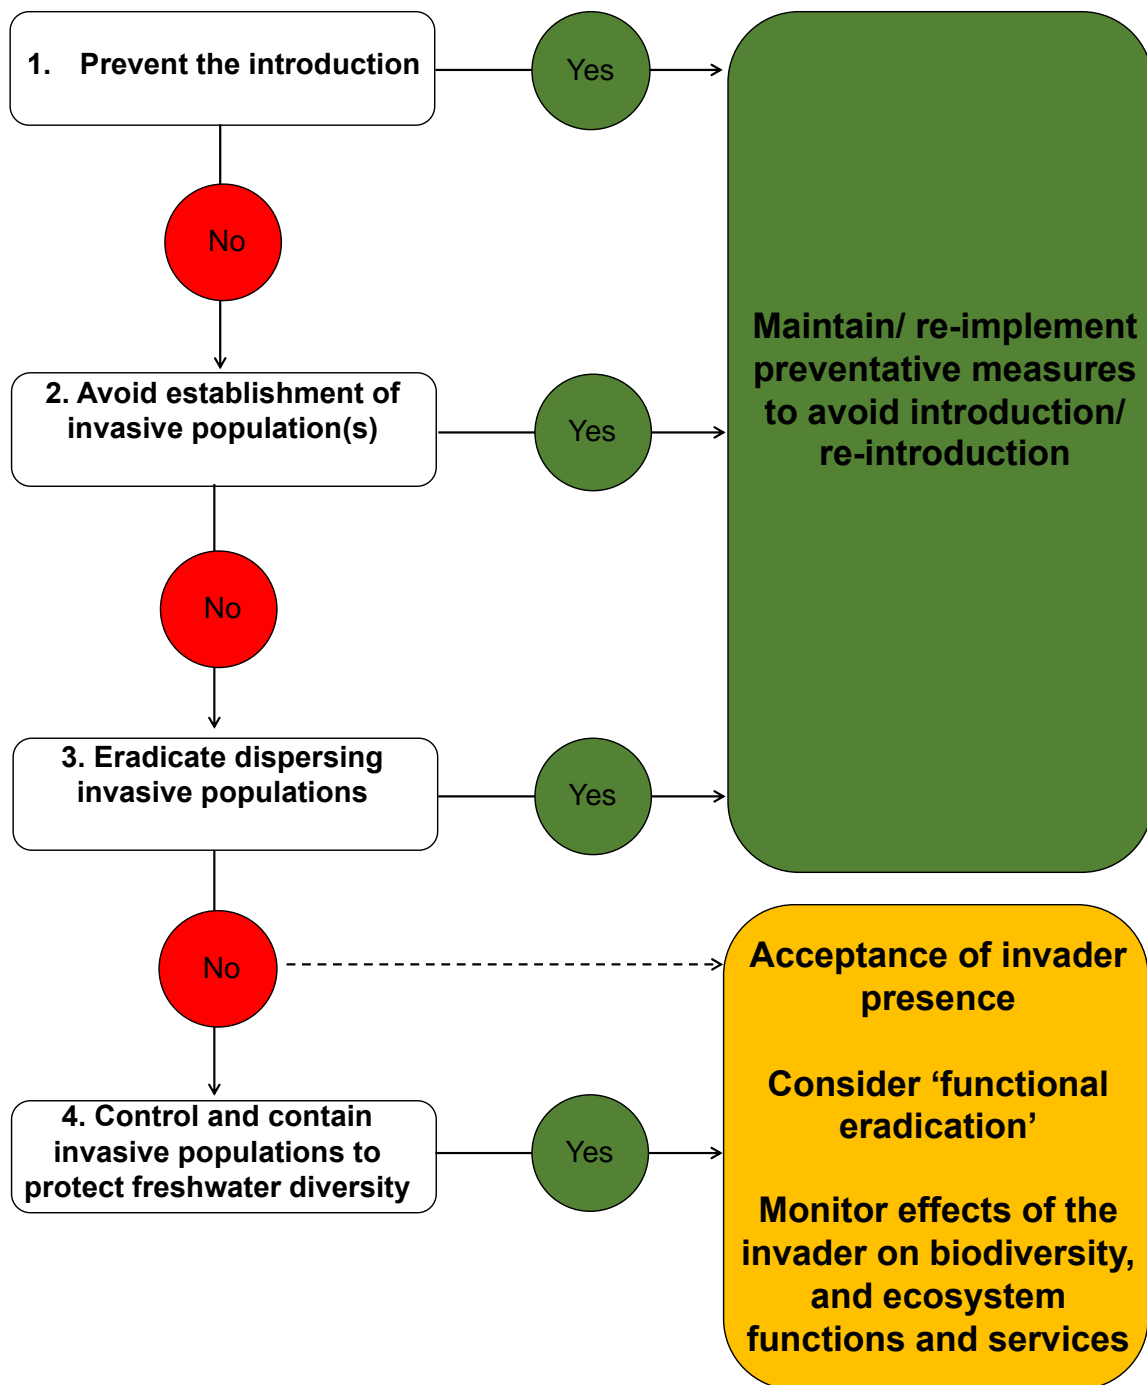 1. Prevent the introduction
Yes
No
2. Avoid establishment of
invasive population(s)
Yes
Maintain/ re-implement
preventative measures
to avoid introduction/
re-introduction
No
3. Eradicate dispersing
invasive populations
Yes
No
Acceptance of invader
presence
4. Control and contain
invasive populations to
protect freshwater diversity
Yes
Consider ‘functional
eradication’
Monitor effects of the
invader on biodiversity,
and ecosystem
functions and services